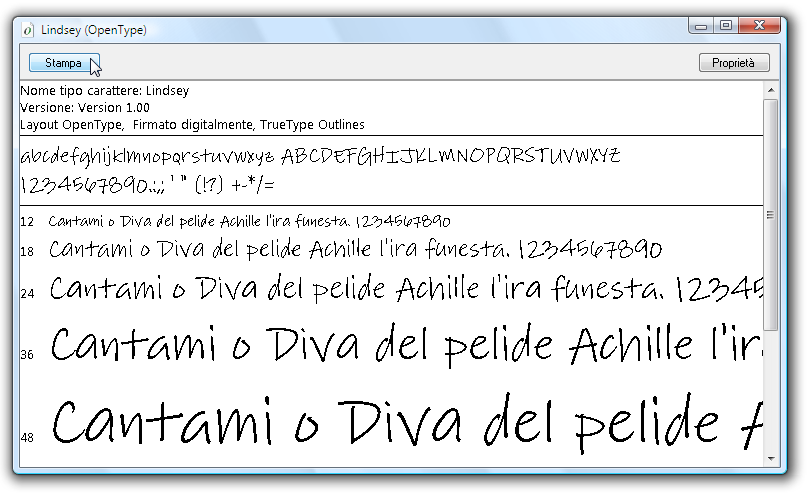 Lindsey (OpenType)
Stampa Proprietà
Nome tipo carattere: Lindsey
Versione: Version 1.00
Layout OpenType, Firmato digitalmente, TrueType Outlines
abcdefghijklmnopqrstuvwxyz ABCDEFGHIJKLMNOPQRSTUVWXYZ
1234567890.:,; ' " (!?) +-*/=
12 Cantami o Diva del pelide Achille l'ira funesta. 1234567890
18 Cantami o Diva del pelide Achille l'ira funesta. 1234567890
24 Cantami o Diva del pelide Achille l'ira funesta. 12345
36 Cantami o Diva del pelide Achille l'ir
48 Cantami o Diva del pelide A